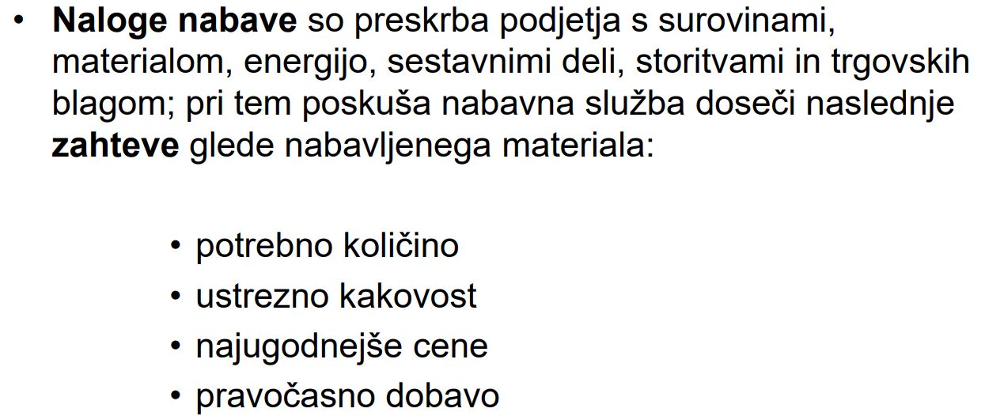 • Naloge nabave so preskrba podjetja s surovinami,
materialom, energijo, sestavnimi deli, storitvami in trgovskih
blagom; pri tem poskuša nabavna služba doseči naslednje
zahteve glede nabavljenega materiala:
• potrebno količino
• ustrezno kakovost
• najugodnejše cene
• pravočasno dobavo